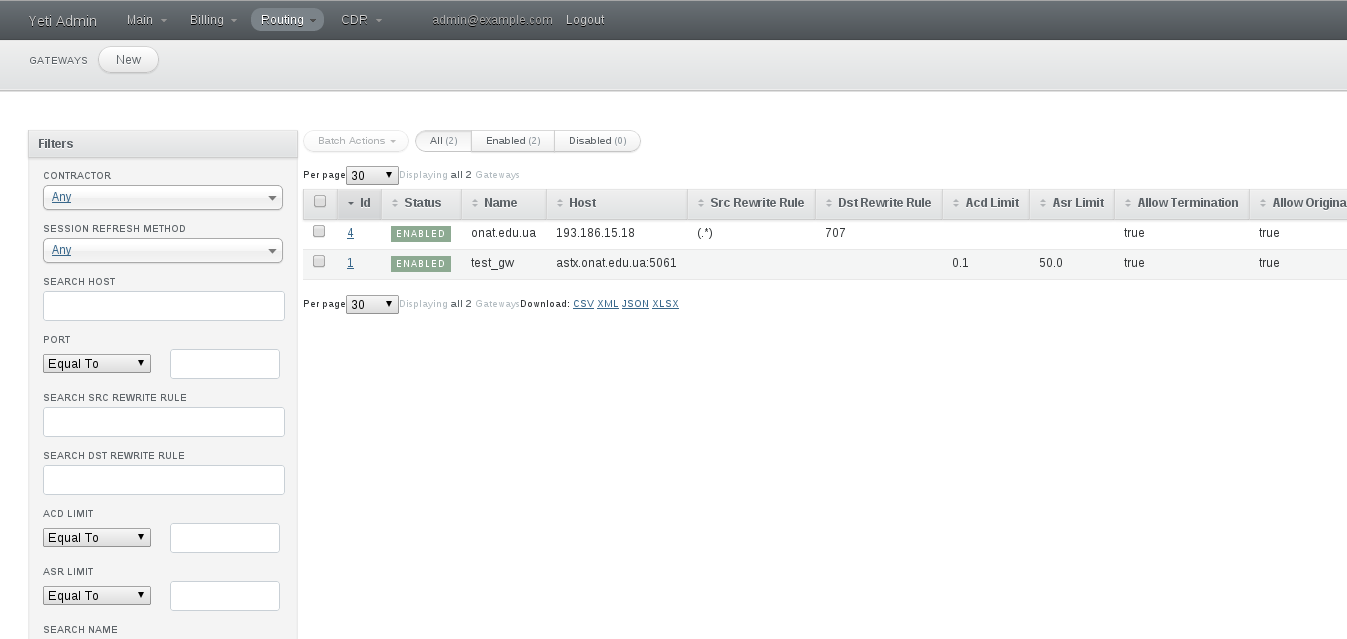 Yeti Admin Main Billing Routing CDR admin@example.com Logout
GATEWAYS New
Filters
CONTRACTOR
Any
SESSION REFRESH METHOD
Any
SEARCH HOST
PORT
Equal To
SEARCH SRC REWRITE RULE
SEARCH DST REWRITE RULE
ACD LIMIT
Equal To
ASR LIMIT
Equal To
SEARCH NAME
Batch Actions All (2) Enabled (2) Disabled (0)
Per page 30 Displaying all 2 Gateways
Id Status Name Host Src Rewrite Rule Dst Rewrite Rule Acd Limit Asr Limit Allow Termination Allow Origina
4 ENABLED onat.edu.ua 193.186.15.18 (.*) 707 true true
1 ENABLED test_gw astx.onat.edu.ua:5061 0.1 50.0 true true
Per page 30 Displaying all 2 Gateways Download: CSV XML JSON XLSX